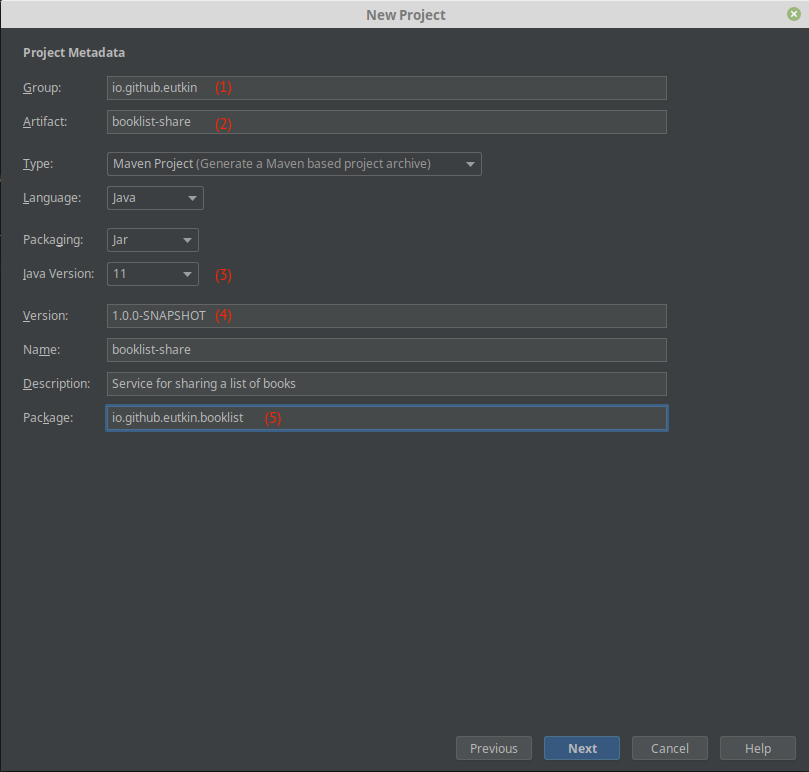 New Project
Project Metadata
Group: io.github.eutkin (1)
Artifact: booklist-share (2)
Type: Maven Project (Generate a Maven based project archive)
Language: Java
Packaging: Jar
Java Version: 11 (3)
Version: 1.0.0-SNAPSHOT (4)
Name: booklist-share
Description: Service for sharing a list of books
Package: io.github.eutkin.booklist (5)
Previous Next Cancel Help